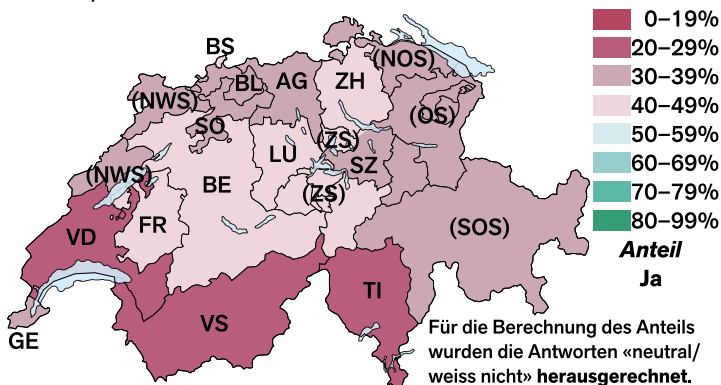 0–19%
20–29%
30–39%
40–49%
50–59%
60–69%
70–79%
80–99%
Anteil
Ja
BS
(NOS)
BL
AG
ZH
(NWS)
(OS)
SO
(ZS)
LU
SZ
(NWS)
BE
(ZS)
FR
(SOS)
VD
TI
VS
GE
Für die Berechnung des Anteils
wurden die Antworten «neutral/
weiss nicht» herausgerechnet.